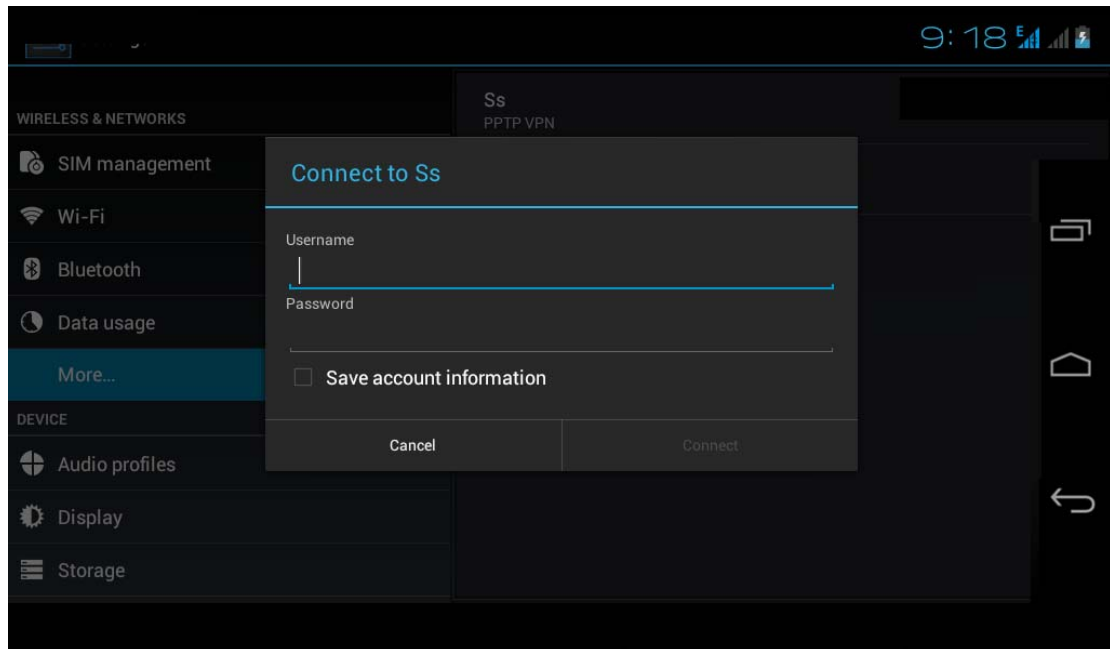 9:18 E
Ss
PPTP VPN
WIRELESS & NETWORKS
SIM management
Wi-Fi
Bluetooth
Data usage
More...
DEVICE
Audio profiles
Display
Storage
Connect to Ss
Username
Password
Save account information
Cancel
Connect